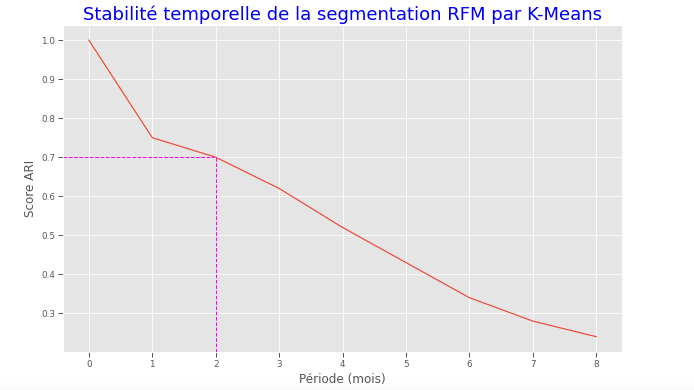 Stabilité temporelle de la segmentation RFM par K-Means
1.0
0.9
0.8
0.7
0.6
0.5
0.4
0.3
Score ARI
0 1 2 3 4 5 6 7 8
Période (mois)